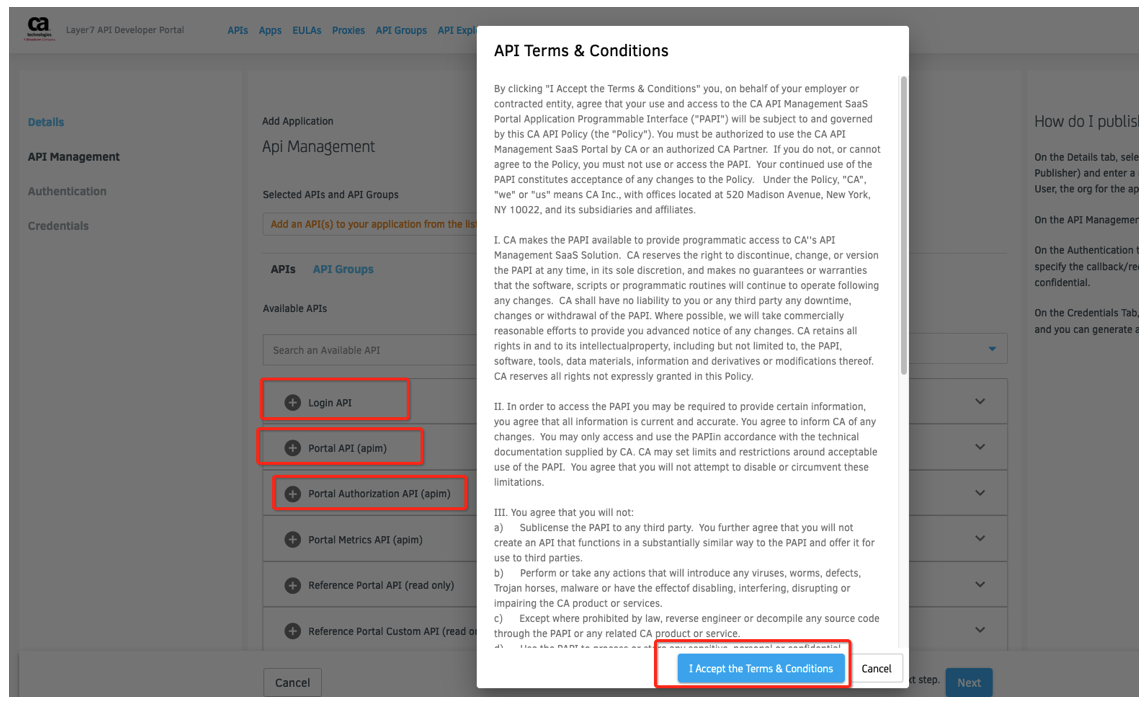 ca
technologies
Layer7 API Developer Portal
APIs
Apps
EULAs
Proxies
API Groups
API Expl
Details
API Management
Authentication
Credentials
Add Application
Api Management
Selected APIs and API Groups
Add an API(s) to your application from the lis
APIs
API Groups
Available APIs
Search an Available API
Login API
Portal API (apim)
Portal Authorization API (apim)
Portal Metrics API (apim)
Reference Portal API (read only)
Reference Portal Custom API (read o
Cancel
API Terms & Conditions
By clicking "I Accept the Terms & Conditions" you, on behalf of your employer or
contracted entity, agree that your use and access to the CA API Management SaaS
Portal Application Programmable Interface ("PAPI") will be subject to and governed
by this CA API Policy (the "Policy"). You must be authorized to use the CA API
Management SaaS Portal by CA or an authorized CA Partner. If you do not, or cannot
agree to the Policy, you must not use or access the PAPI. Your continued use of the
PAPI constitutes acceptance of any changes to the Policy. Under the Policy, "CA",
"we" or "us" means CA Inc., with offices located at 520 Madison Avenue, New York,
NY 10022, and its subsidiaries and affiliates.
I. CA makes the PAPI available to provide programmatic access to CA''s API
Management SaaS Solution. CA reserves the right to discontinue, change, or version
the PAPI at any time, in its sole discretion, and makes no guarantees or warranties
that the software, scripts or programmatic routines will continue to operate following
any changes. CA shall have no liability to you or any third party any downtime,
changes or withdrawal of the PAPI. Where possible, we will take commercially
reasonable efforts to provide you advanced notice of any changes. CA retains all
rights in and to its intellectualproperty, including but not limited to, the PAPI,
software, tools, data materials, information and derivatives or modifications thereof.
CA reserves all rights not expressly granted in this Policy.
II. In order to access the PAPI you may be required to provide certain information,
you agree that all information is current and accurate. You agree to inform CA of any
changes. You may only access and use the PAPIin accordance with the technical
documentation supplied by CA. CA may set limits and restrictions around acceptable
use of the PAPI. You agree that you will not attempt to disable or circumvent these
limitations.
III. You agree that you will not:
a) Sublicense the PAPI to any third party. You further agree that you will not
create an API that functions in a substantially similar way to the PAPI and offer it for
use to third parties.
b) Perform or take any actions that will introduce any viruses, worms, defects,
Trojan horses, malware or have the effectof disabling, interfering, disrupting or
impairing the CA product or services.
c) Except where prohibited by law, reverse engineer or decompile any source code
through the PAPI or any related CA product or service.
d) Use the PAPI to process or store any sensitive, personal or confidential
I Accept the Terms & Conditions
Cancel
xt step.
Next
How do I publis
On the Details tab, sele
Publisher) and enter a
User, the org for the ap
On the API Managemer
On the Authentication t
specify the callback/re
confidential.
On the Credentials Tab,
and you can generate a